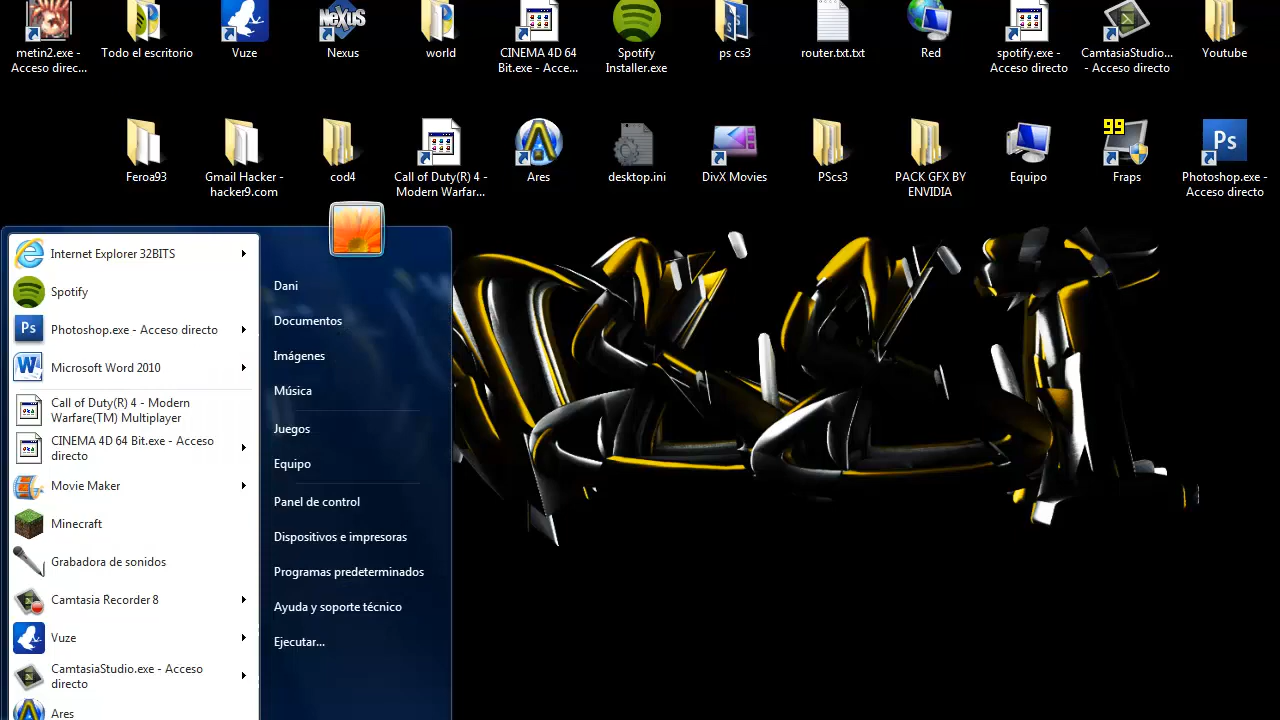 metin2.exe -
Acceso direc...
Todo el escritorio
Vuze
Nexus
world
CINEMA 4D 64
Bit.exe - Acce...
Spotify
Installer.exe
ps cs3
router.txt.txt
Red
spotify.exe -
Acceso directo
CamtasiaStudio...
- Acceso directo
Youtube
Feroa93
Gmail Hacker -
hacker9.com
cod4
Call of Duty(R) 4 -
Modern Warfar...
Ares
desktop.ini
DivX Movies
PScs3
PACK GFX BY
ENVIDIA
Equipo
99
Fraps
Ps
Photoshop.exe -
Acceso directo
Internet Explorer 32BITS
Spotify
Ps
Photoshop.exe - Acceso directo
Microsoft Word 2010
Call of Duty(R) 4 - Modern
Warfare(TM) Multiplayer
CINEMA 4D 64 Bit.exe - Acceso
directo
Movie Maker
Minecraft
Grabadora de sonidos
Camtasia Recorder 8
Vuze
CamtasiaStudio.exe - Acceso
directo
Ares
Dani
Documentos
Imágenes
Música
Juegos
Equipo
Panel de control
Dispositivos e impresoras
Programas predeterminados
Ayuda y soporte técnico
Ejecutar...